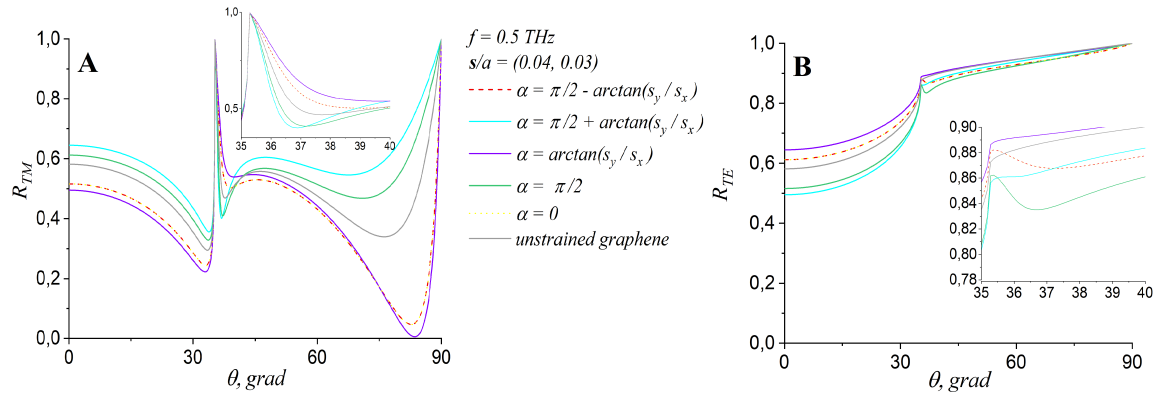 A
1,0
0,8
0,6
0,4
0,2
0,0
R_TM
0
30
60
90
θ, grad
1,0
0,5
35 36 37 38 39 40
f = 0.5 THz
s/a = (0.04, 0.03)
α = π/2 - arctan(s_y / s_x)
α = π/2 + arctan(s_y / s_x)
α = arctan(s_y / s_x)
α = π/2
α = 0
unstrained graphene
B
1,0
0,8
0,6
0,4
0,2
0,0
R_TE
0
30
60
90
θ, grad
0,90
0,88
0,86
0,84
0,82
0,80
0,78
35 36 37 38 39 40